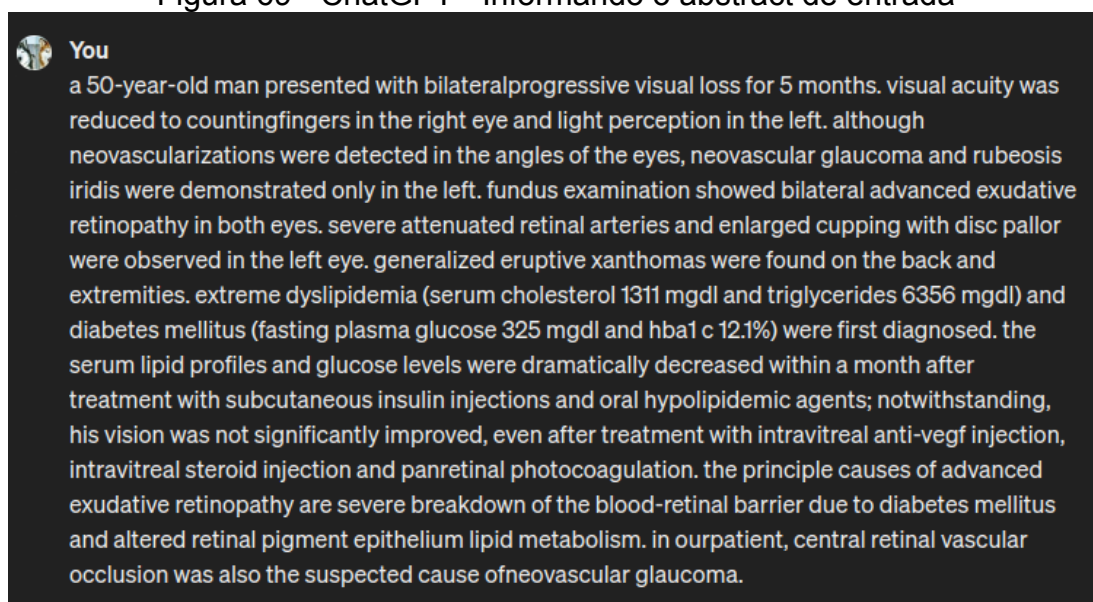 Figura 65 - ChatGPT - Informando o abstract de entrada
You
a 50-year-old man presented with bilateralprogressive visual loss for 5 months. visual acuity was
reduced to countingfingers in the right eye and light perception in the left. although
neovascularizations were detected in the angles of the eyes, neovascular glaucoma and rubeosis
iridis were demonstrated only in the left. fundus examination showed bilateral advanced exudative
retinopathy in both eyes. severe attenuated retinal arteries and enlarged cupping with disc pallor
were observed in the left eye. generalized eruptive xanthomas were found on the back and
extremities. extreme dyslipidemia (serum cholesterol 1311 mgdl and triglycerides 6356 mgdl) and
diabetes mellitus (fasting plasma glucose 325 mgdl and hba1 c 12.1%) were first diagnosed. the
serum lipid profiles and glucose levels were dramatically decreased within a month after
treatment with subcutaneous insulin injections and oral hypolipidemic agents; notwithstanding,
his vision was not significantly improved, even after treatment with intravitreal anti-vegf injection,
intravitreal steroid injection and panretinal photocoagulation. the principle causes of advanced
exudative retinopathy are severe breakdown of the blood-retinal barrier due to diabetes mellitus
and altered retinal pigment epithelium lipid metabolism. in ourpatient, central retinal vascular
occlusion was also the suspected cause ofneovascular glaucoma.